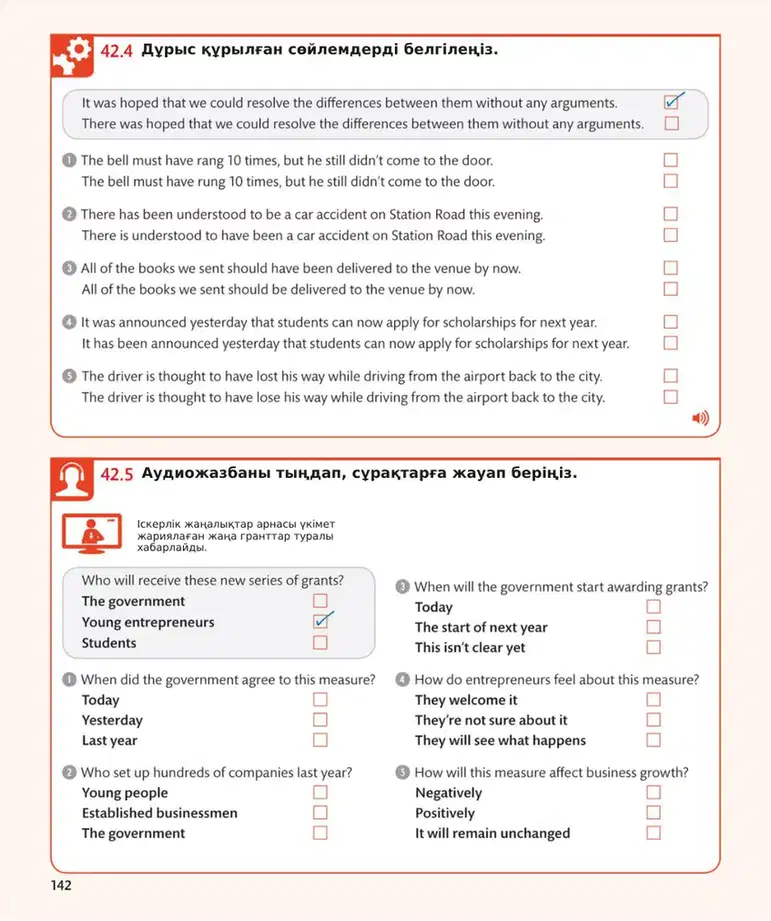 42.4 Дұрыс құрылған сөйлемдерді белгілеңіз.
It was hoped that we could resolve the differences between them without any arguments.
There was hoped that we could resolve the differences between them without any arguments.
1 The bell must have rang 10 times, but he still didn't come to the door.
The bell must have rung 10 times, but he still didn't come to the door.
2 There has been understood to be a car accident on Station Road this evening.
There is understood to have been a car accident on Station Road this evening.
3 All of the books we sent should have been delivered to the venue by now.
All of the books we sent should be delivered to the venue by now.
4 It was announced yesterday that students can now apply for scholarships for next year.
It has been announced yesterday that students can now apply for scholarships for next year.
5 The driver is thought to have lost his way while driving from the airport back to the city.
The driver is thought to have lose his way while driving from the airport back to the city.
42.5 Аудиожазбаны тыңдап, сұрақтарға жауап беріңіз.
Іскерлік жаңалықтар арнасы үкімет
жариялаған жаңа гранттар туралы
хабарлайды.
Who will receive these new series of grants?
The government
Young entrepreneurs
Students
1 When did the government agree to this measure?
Today
Yesterday
Last year
2 Who set up hundreds of companies last year?
Young people
Established businessmen
The government
3 When will the government start awarding grants?
Today
The start of next year
This isn't clear yet
4 How do entrepreneurs feel about this measure?
They welcome it
They're not sure about it
They will see what happens
5 How will this measure affect business growth?
Negatively
Positively
It will remain unchanged
142